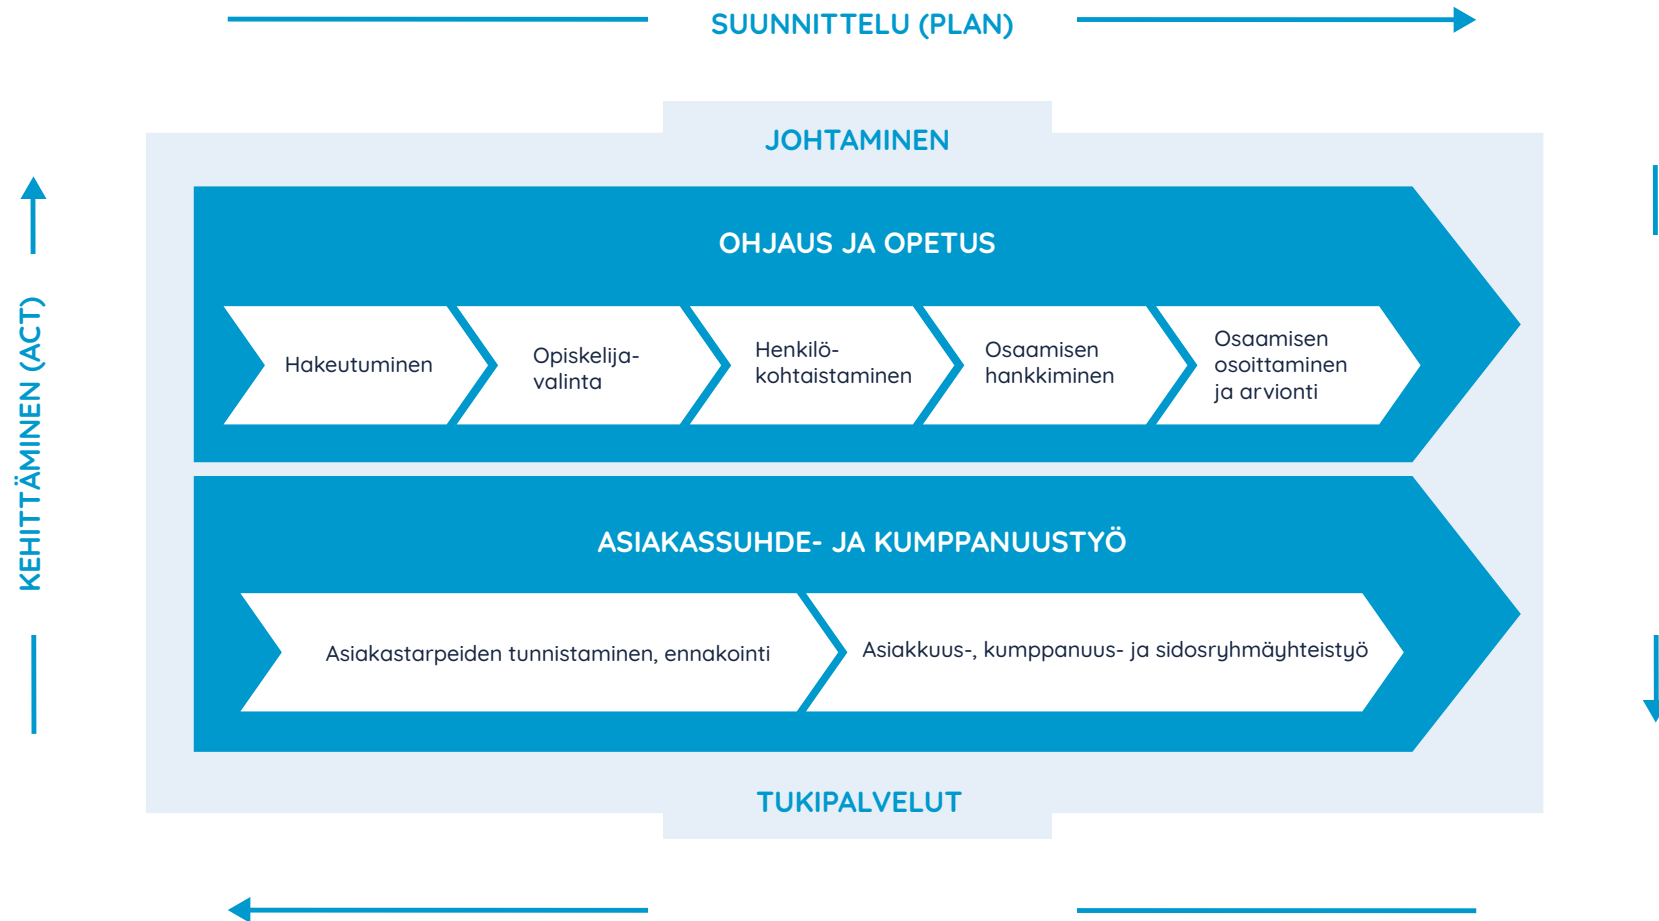 SUUNNITTELU (PLAN)
JOHTAMINEN
KEHITTÄMINEN (ACT)
OHJAUS JA OPETUS
Hakeutuminen
Opiskelija-
valinta
Henkilö-
kohtaistaminen
Osaamisen
hankkiminen
Osaamisen
osoittaminen
ja arvionti
ASIAKASSUHDE- JA KUMPPANUUSTYÖ
Asiakastarpeiden tunnistaminen, ennakointi
Asiakkuus-, kumppanuus- ja sidosryhmäyhteistyö
TUKIPALVELUT